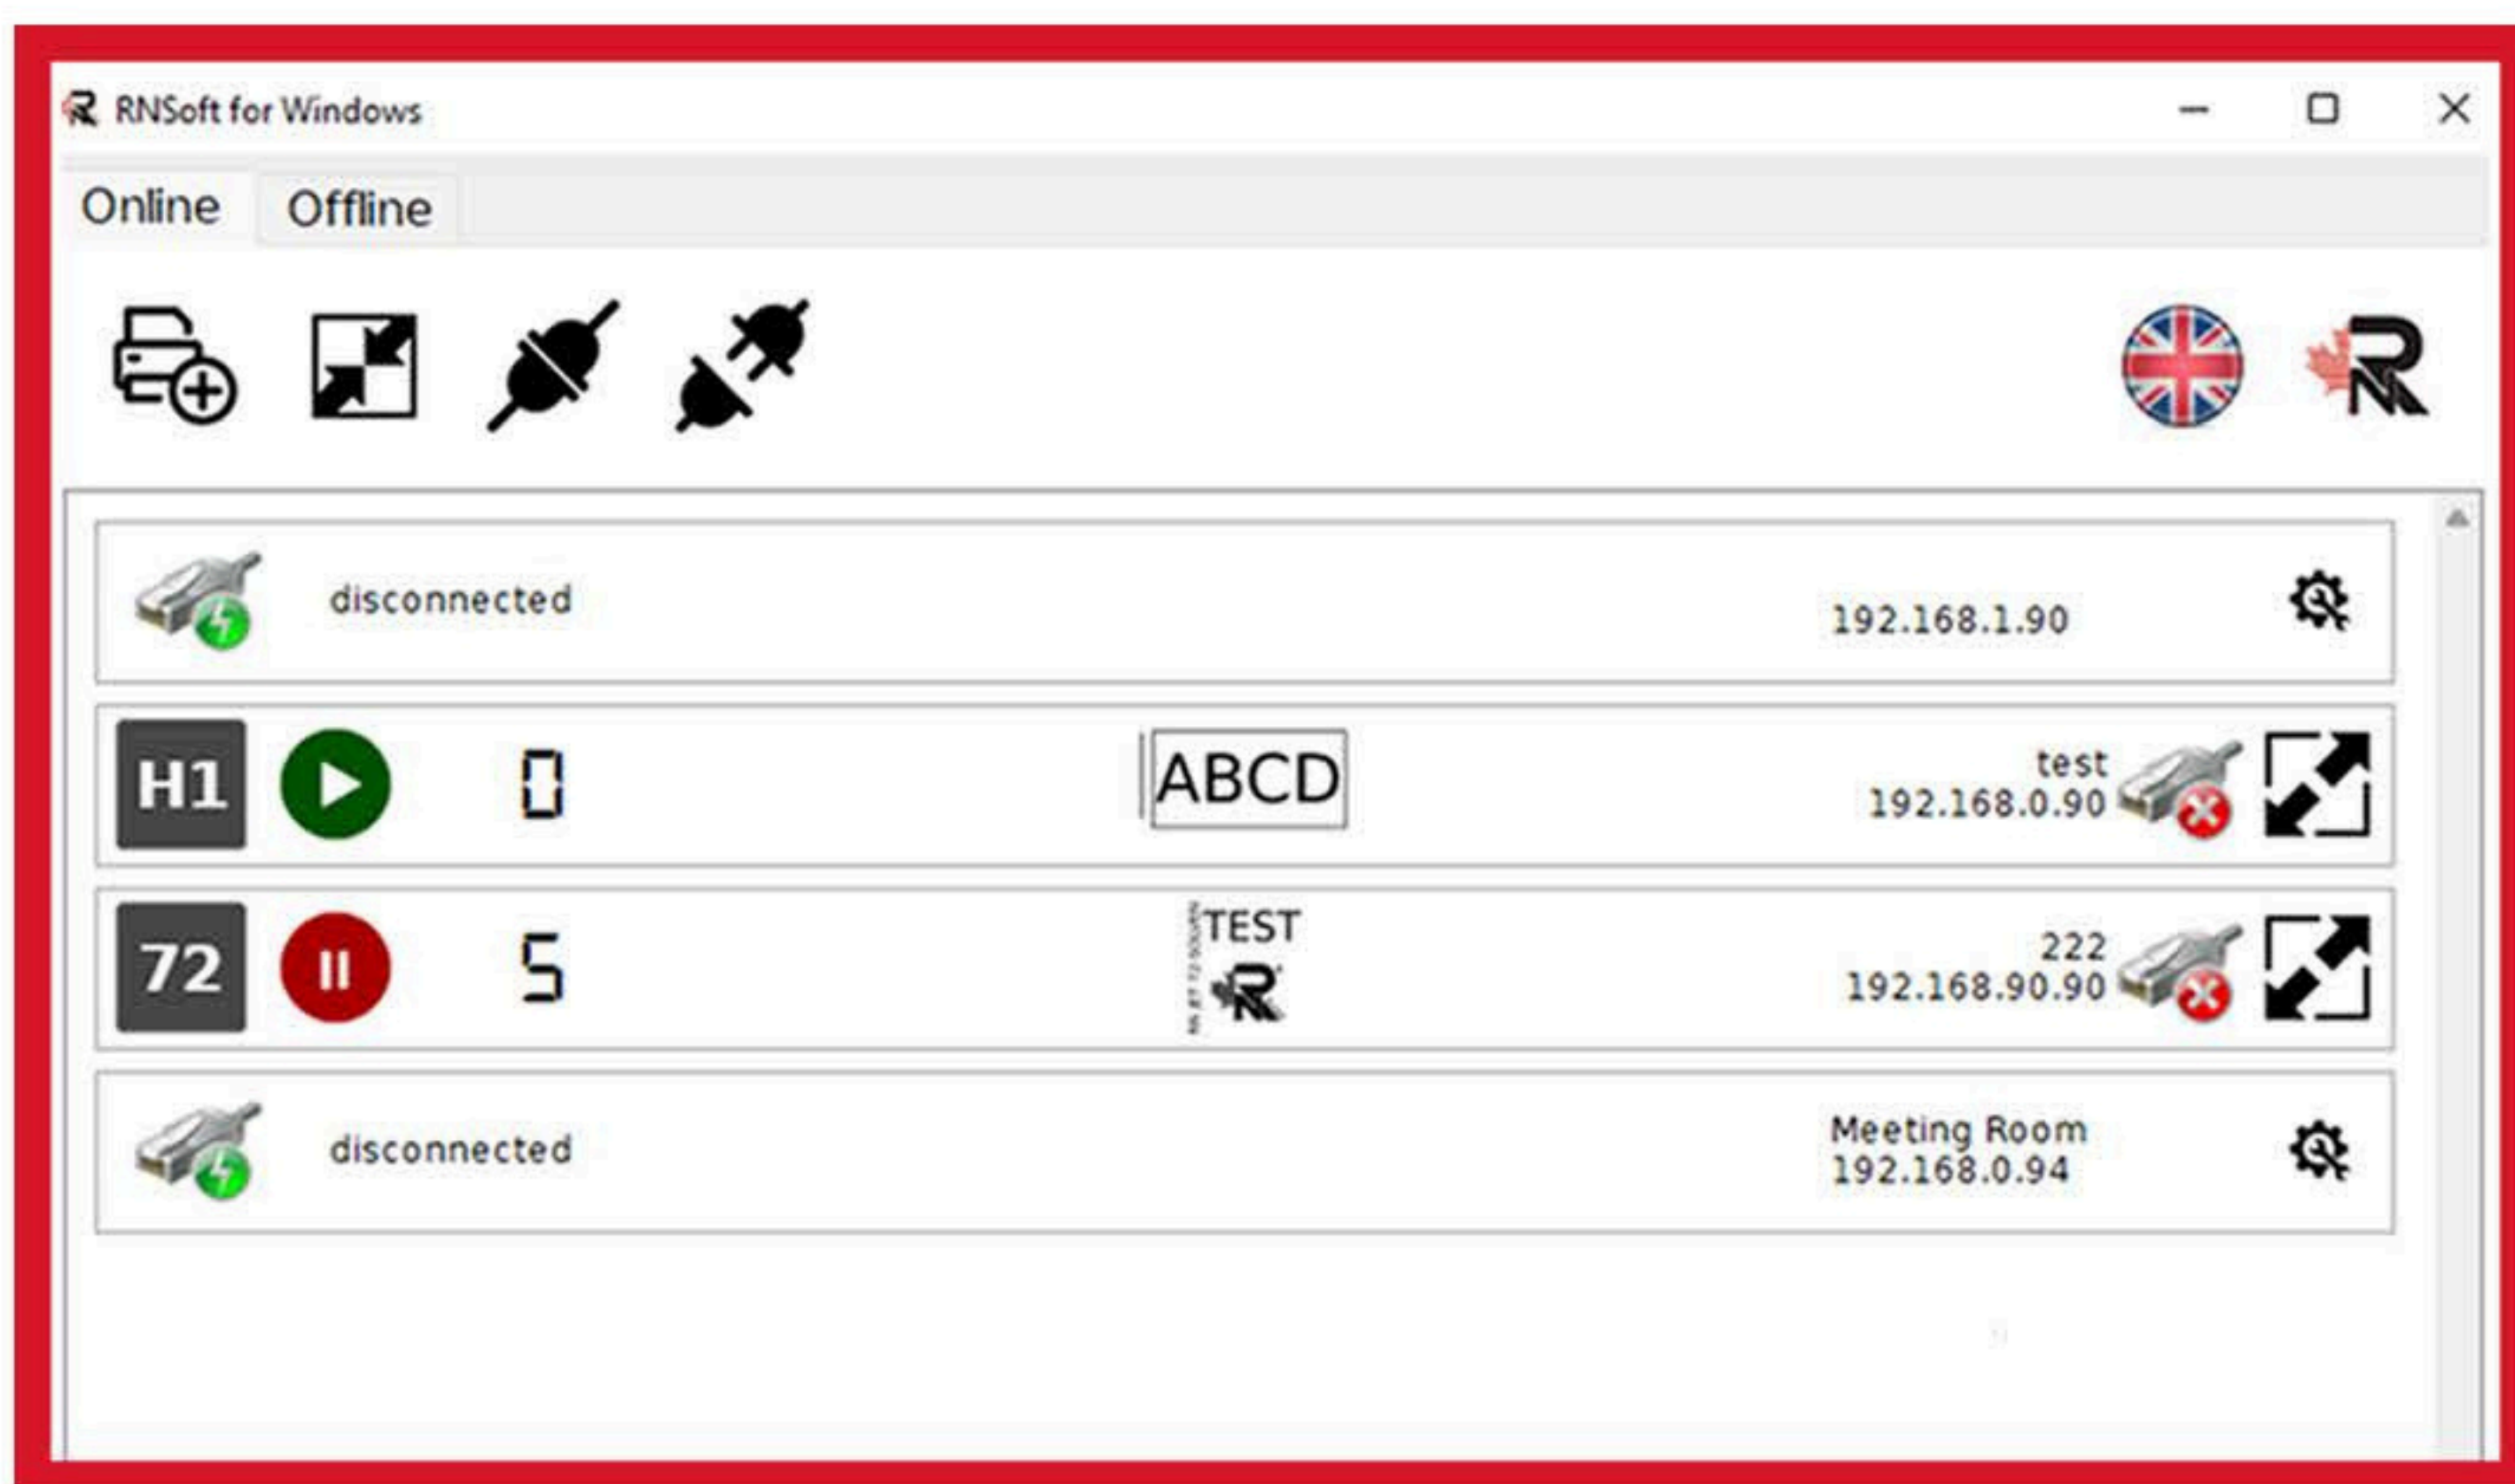 RNSoft for Windows
Online Offline
disconnected
192.168.1.90
H1 0 ABCD
test
192.168.0.90
72 5
TEST
222
192.168.90.90
disconnected
Meeting Room
192.168.0.94